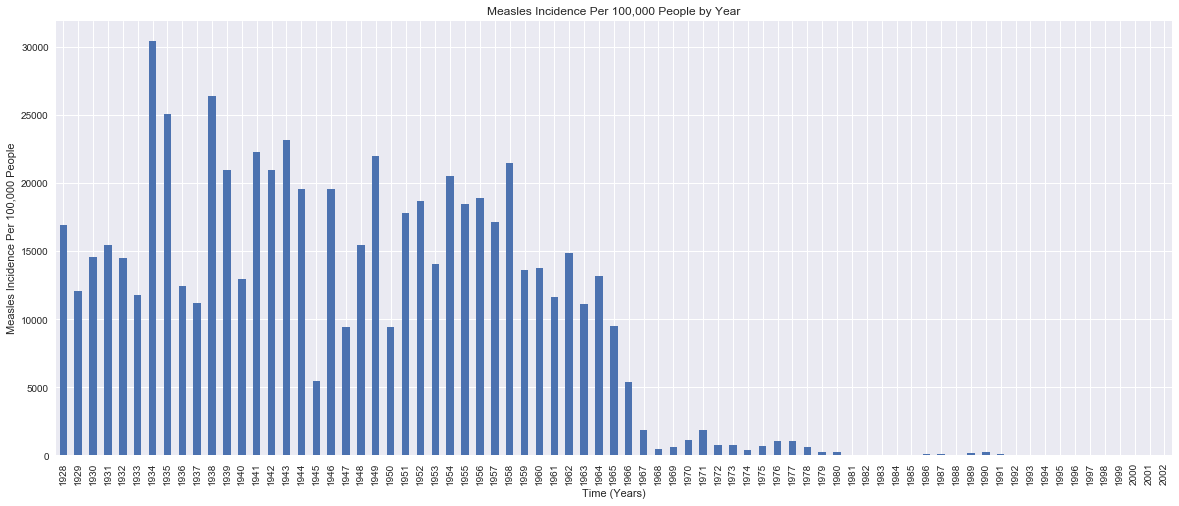 Measles Incidence Per 100,000 People by Year
Measles Incidence Per 100,000 People
30000
25000
20000
15000
10000
5000
0
1928 1929 1930 1931 1932 1933 1934 1935 1936 1937 1938 1939 1940 1941 1942 1943 1944 1945 1946 1947 1948 1949 1950 1951 1952 1953 1954 1955 1956 1957 1958 1959 1960 1961 1962 1963 1964 1965 1966 1967 1968 1969 1970 1971 1972 1973 1974 1975 1976 1977 1978 1979 1980 1981 1982 1983 1984 1985 1986 1987 1988 1989 1990 1991 1992 1993 1994 1995 1996 1997 1998 1999 2000 2001 2002
Time (Years)